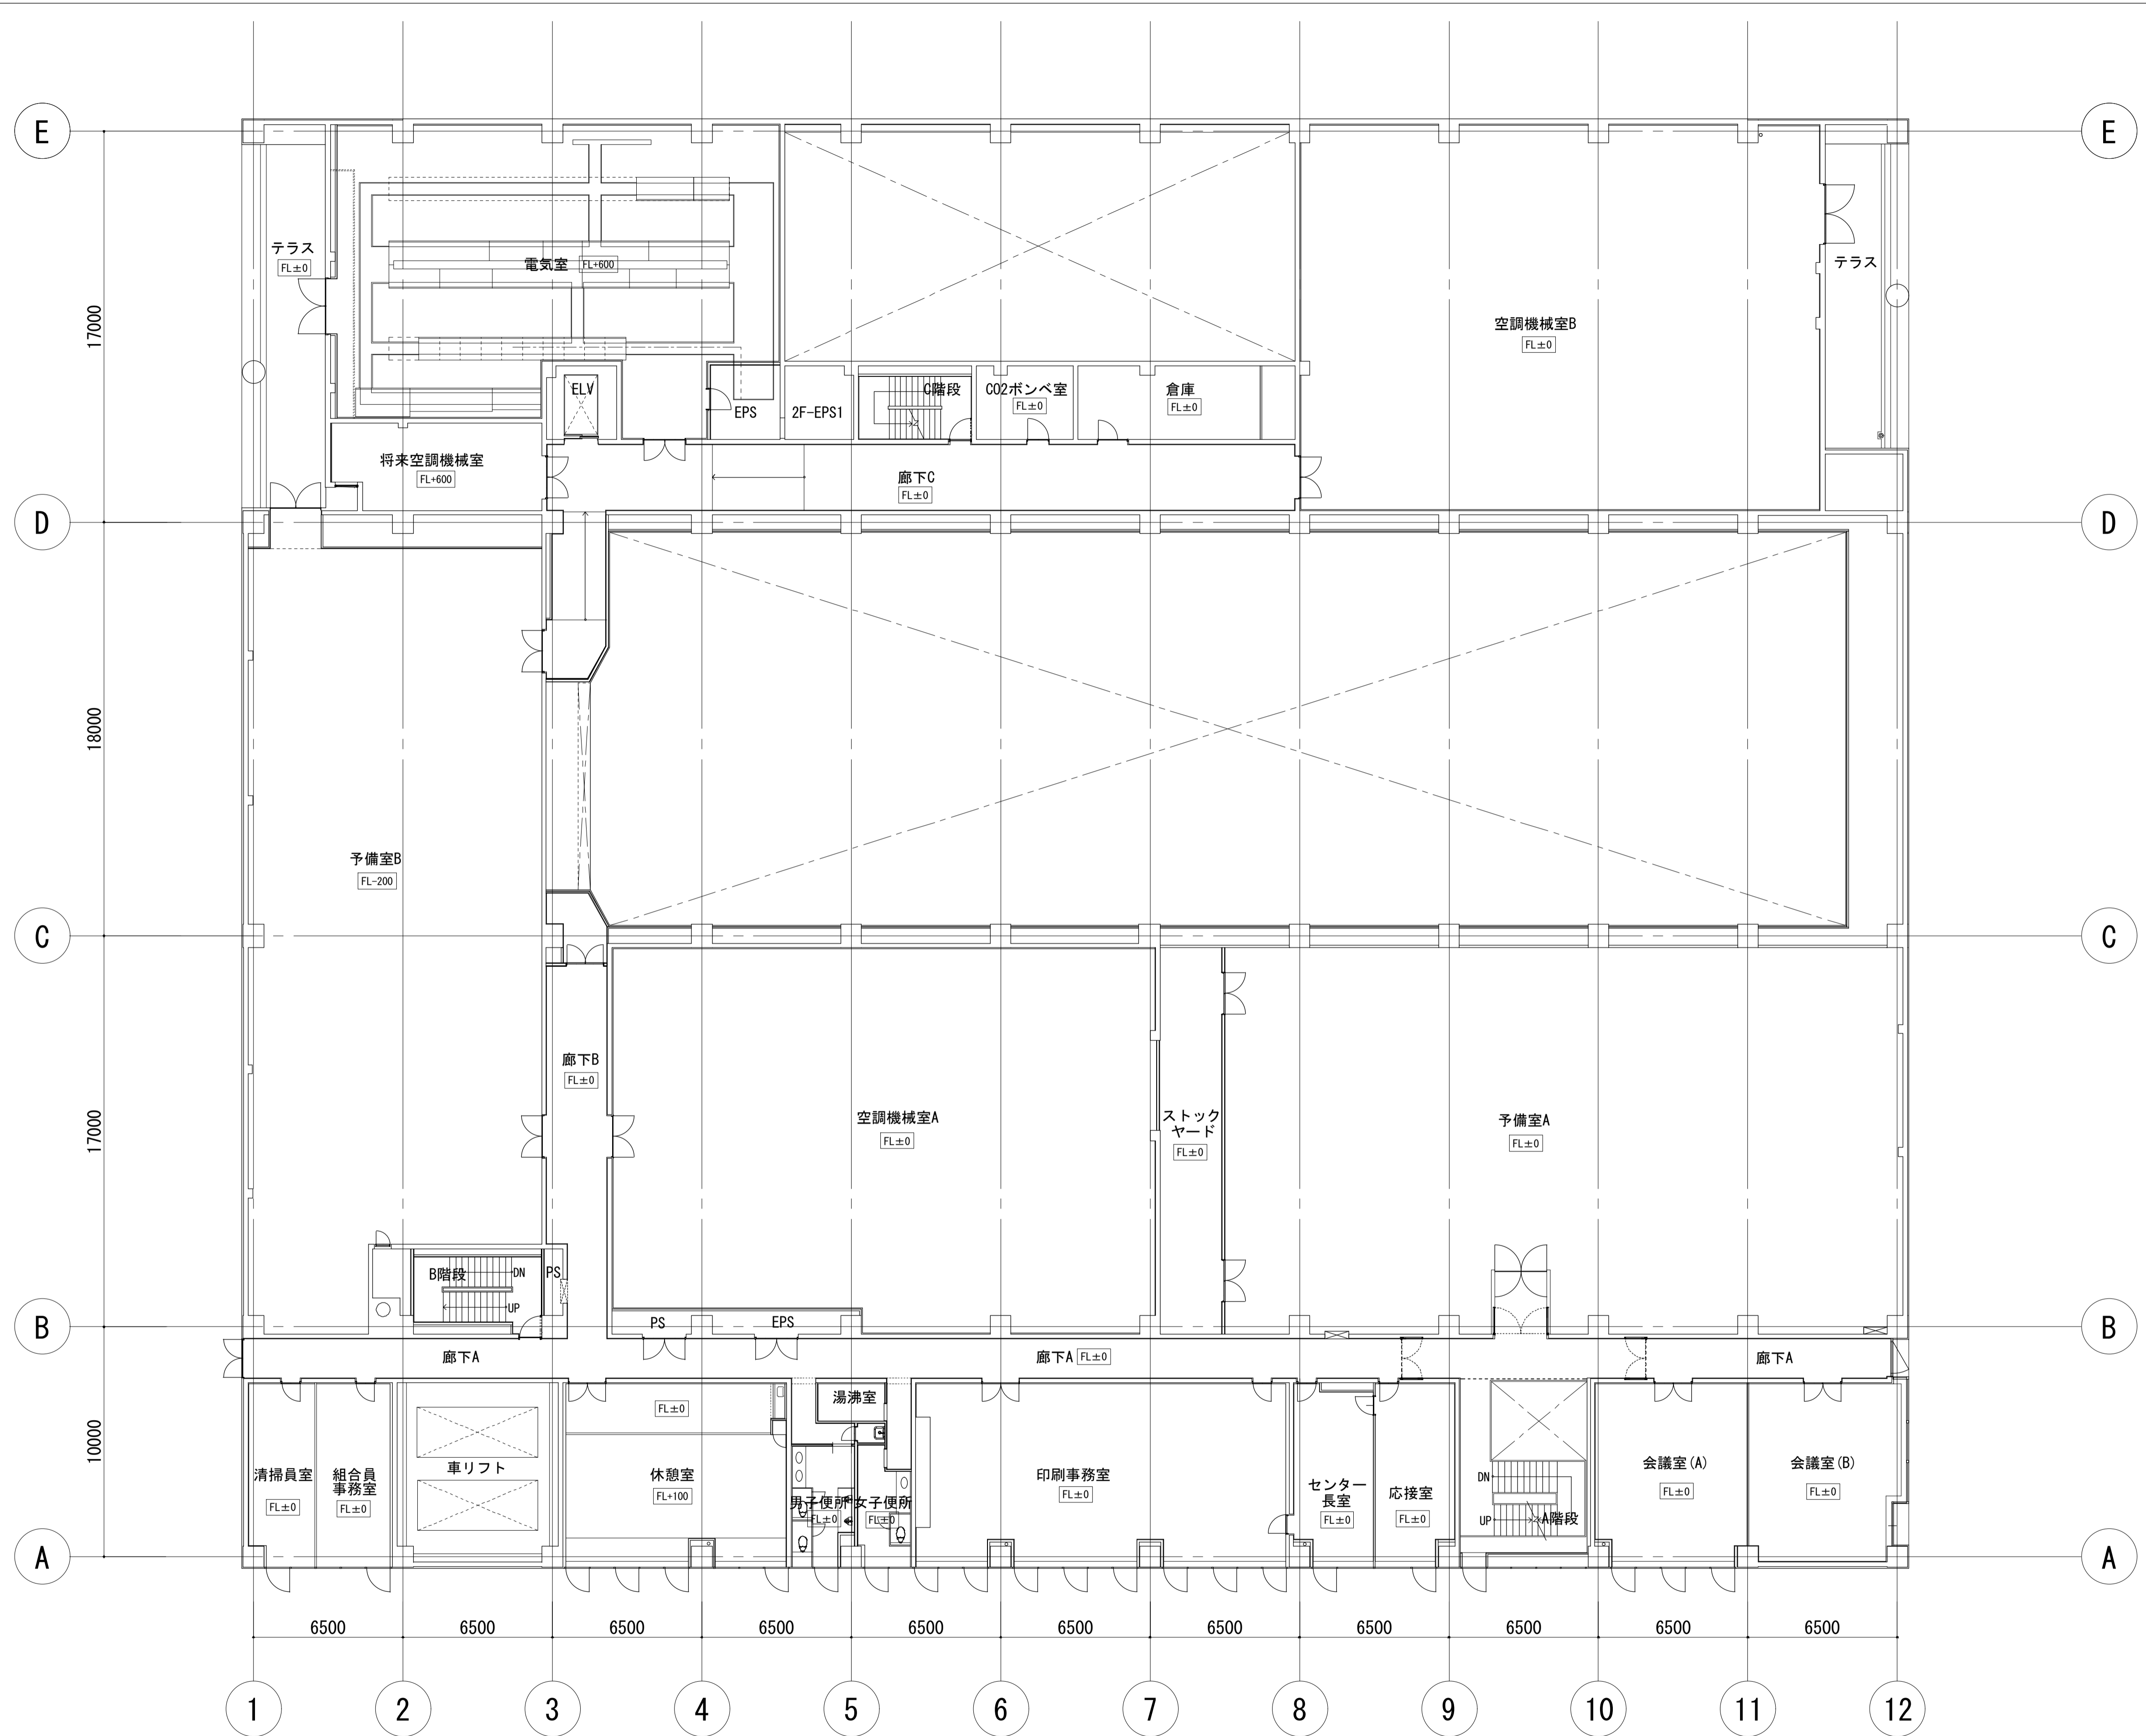 E
E
テラス
FL±0
電気室 FL+600
テラス
17000
空調機械室B
FL±0
ELV
EPS
2F-EPS1
C階段
CO2ボンベ室
FL±0
倉庫
FL±0
将来空調機械室
FL+600
廊下C
FL±0
D
D
18000
予備室B
FL-200
C
C
廊下B
FL±0
17000
空調機械室A
FL±0
ストック
ヤード
FL±0
予備室A
FL±0
B階段
DN
UP
PS
PS
EPS
B
B
廊下A
廊下A FL±0
廊下A
10000
FL±0
湯沸室
清掃員室
FL±0
組合員
事務室
FL±0
車リフト
休憩室
FL+100
男子便所
FL±0
女子便所
FL±0
印刷事務室
FL±0
センター
長室
FL±0
応接室
FL±0
DN
UP
A階段
会議室(A)
FL±0
会議室(B)
FL±0
A
A
6500 6500 6500 6500 6500 6500 6500 6500 6500 6500 6500
1 2 3 4 5 6 7 8 9 10 11 12